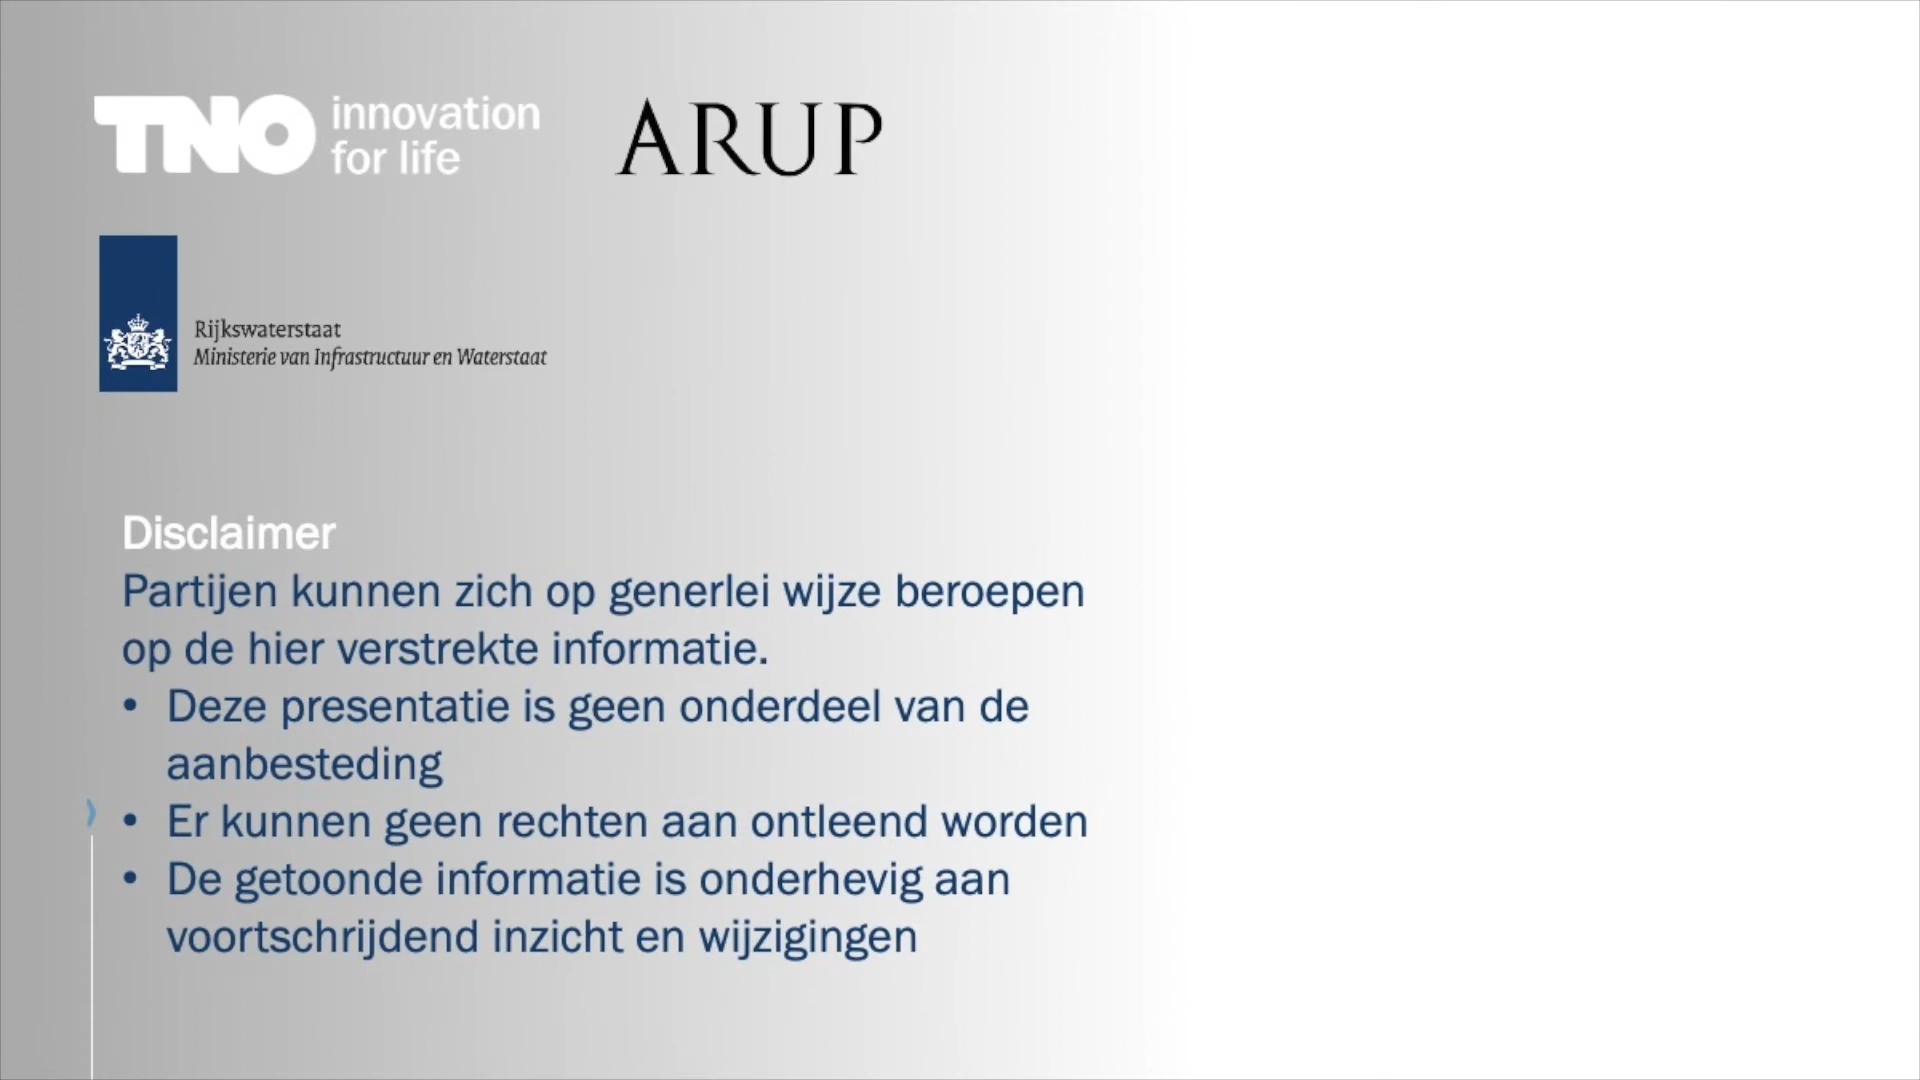 TNO innovation
for life
ARUP
Rijkswaterstaat
Ministerie van Infrastructuur en Waterstaat
Disclaimer
Partijen kunnen zich op generlei wijze beroepen
op de hier verstrekte informatie.
• Deze presentatie is geen onderdeel van de
aanbesteding
• Er kunnen geen rechten aan ontleend worden
• De getoonde informatie is onderhevig aan
voortschrijdend inzicht en wijzigingen